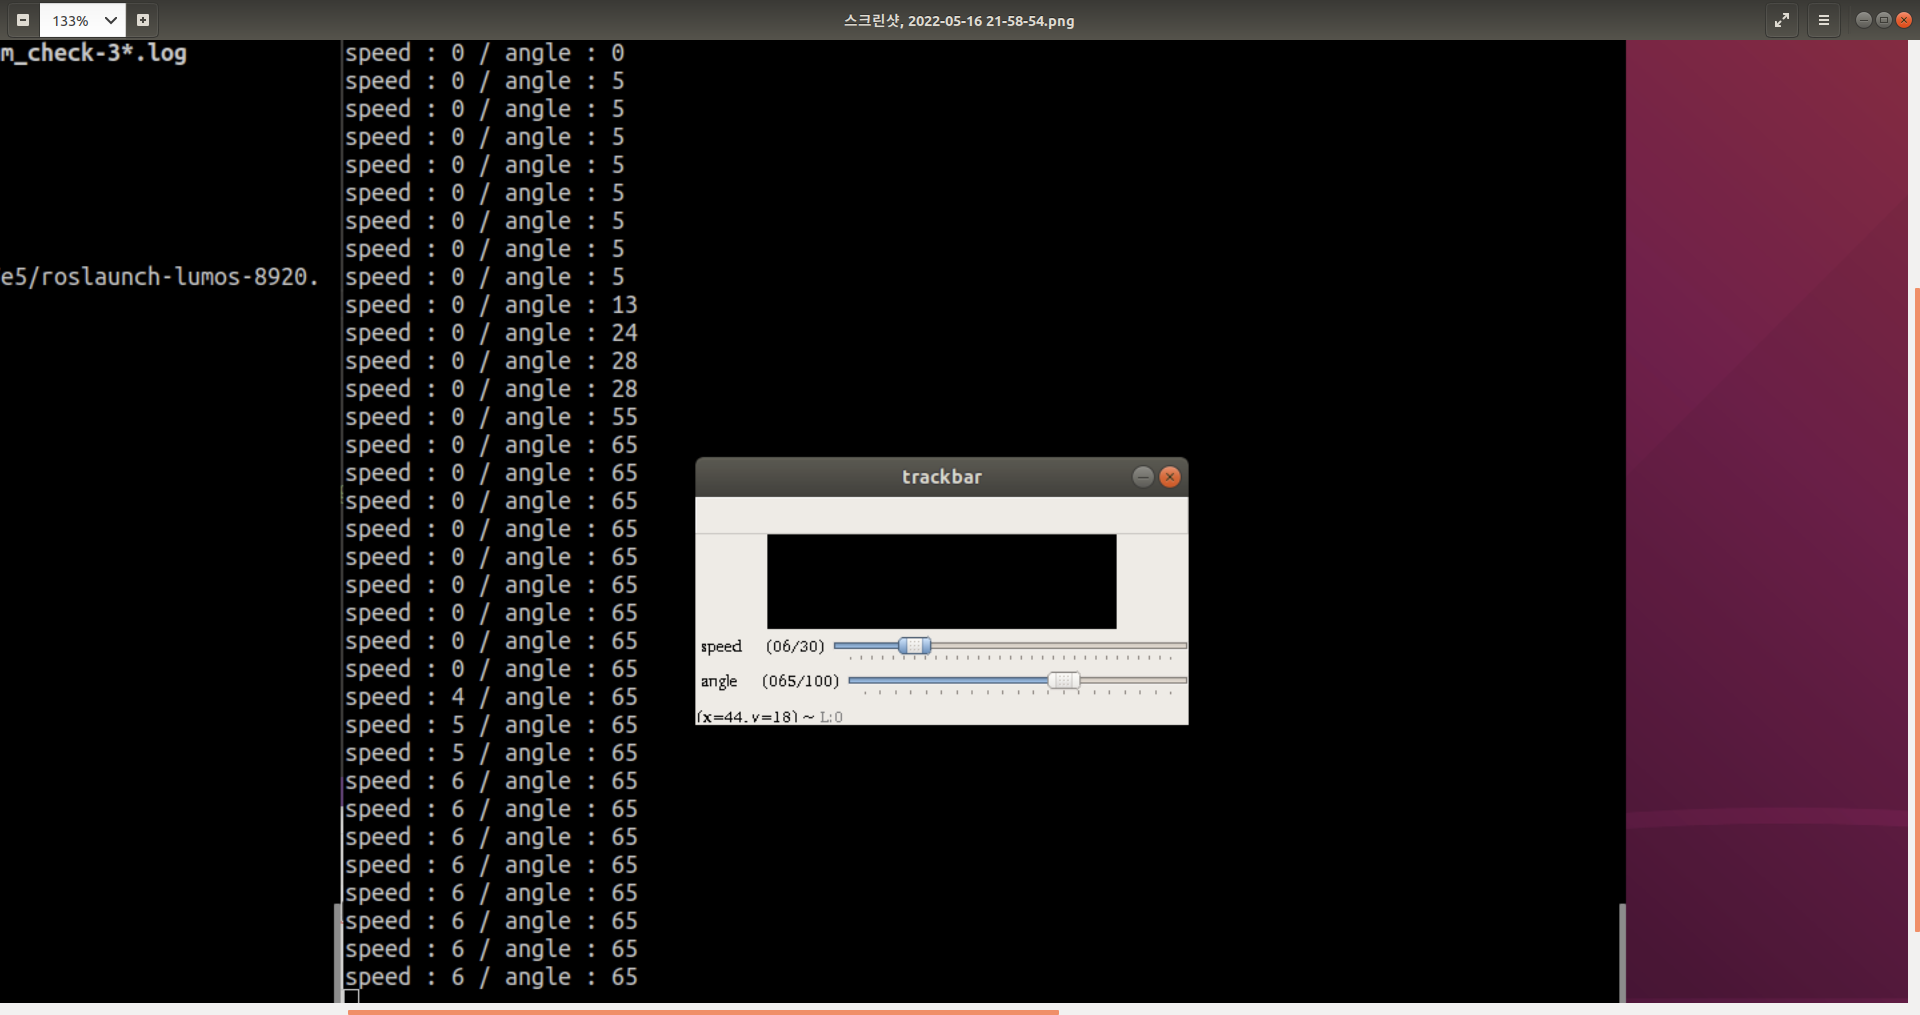 133%
스크린샷, 2022-05-16 21-58-54.png
m_check-3*.log
e5/roslaunch-lumos-8920.
speed : 0 / angle : 0
speed : 0 / angle : 5
speed : 0 / angle : 5
speed : 0 / angle : 5
speed : 0 / angle : 5
speed : 0 / angle : 5
speed : 0 / angle : 5
speed : 0 / angle : 5
speed : 0 / angle : 5
speed : 0 / angle : 13
speed : 0 / angle : 24
speed : 0 / angle : 28
speed : 0 / angle : 28
speed : 0 / angle : 55
speed : 0 / angle : 65
speed : 0 / angle : 65
speed : 0 / angle : 65
speed : 0 / angle : 65
speed : 0 / angle : 65
speed : 0 / angle : 65
speed : 0 / angle : 65
speed : 0 / angle : 65
speed : 0 / angle : 65
speed : 4 / angle : 65
speed : 5 / angle : 65
speed : 5 / angle : 65
speed : 6 / angle : 65
speed : 6 / angle : 65
speed : 6 / angle : 65
speed : 6 / angle : 65
speed : 6 / angle : 65
speed : 6 / angle : 65
speed : 6 / angle : 65
speed : 6 / angle : 65
trackbar
speed (06/30)
angle (065/100)
(x=44, y=18) ~ L:0